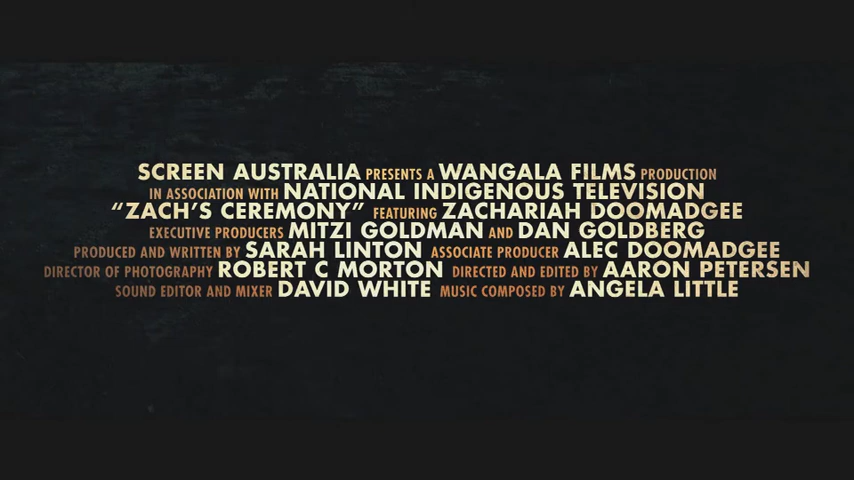 SCREEN AUSTRALIA PRESENTS A WANGALA FILMS PRODUCTION
IN ASSOCIATION WITH NATIONAL INDIGENOUS TELEVISION
“ZACH’S CEREMONY” FEATURING ZACHARIAH DOOMADGEE
EXECUTIVE PRODUCERS MITZI GOLDMAN AND DAN GOLDBERG
PRODUCED AND WRITTEN BY SARAH LINTON ASSOCIATE PRODUCER ALEC DOOMADGEE
DIRECTOR OF PHOTOGRAPHY ROBERT C MORTON DIRECTED AND EDITED BY AARON PETERSEN
SOUND EDITOR AND MIXER DAVID WHITE MUSIC COMPOSED BY ANGELA LITTLE